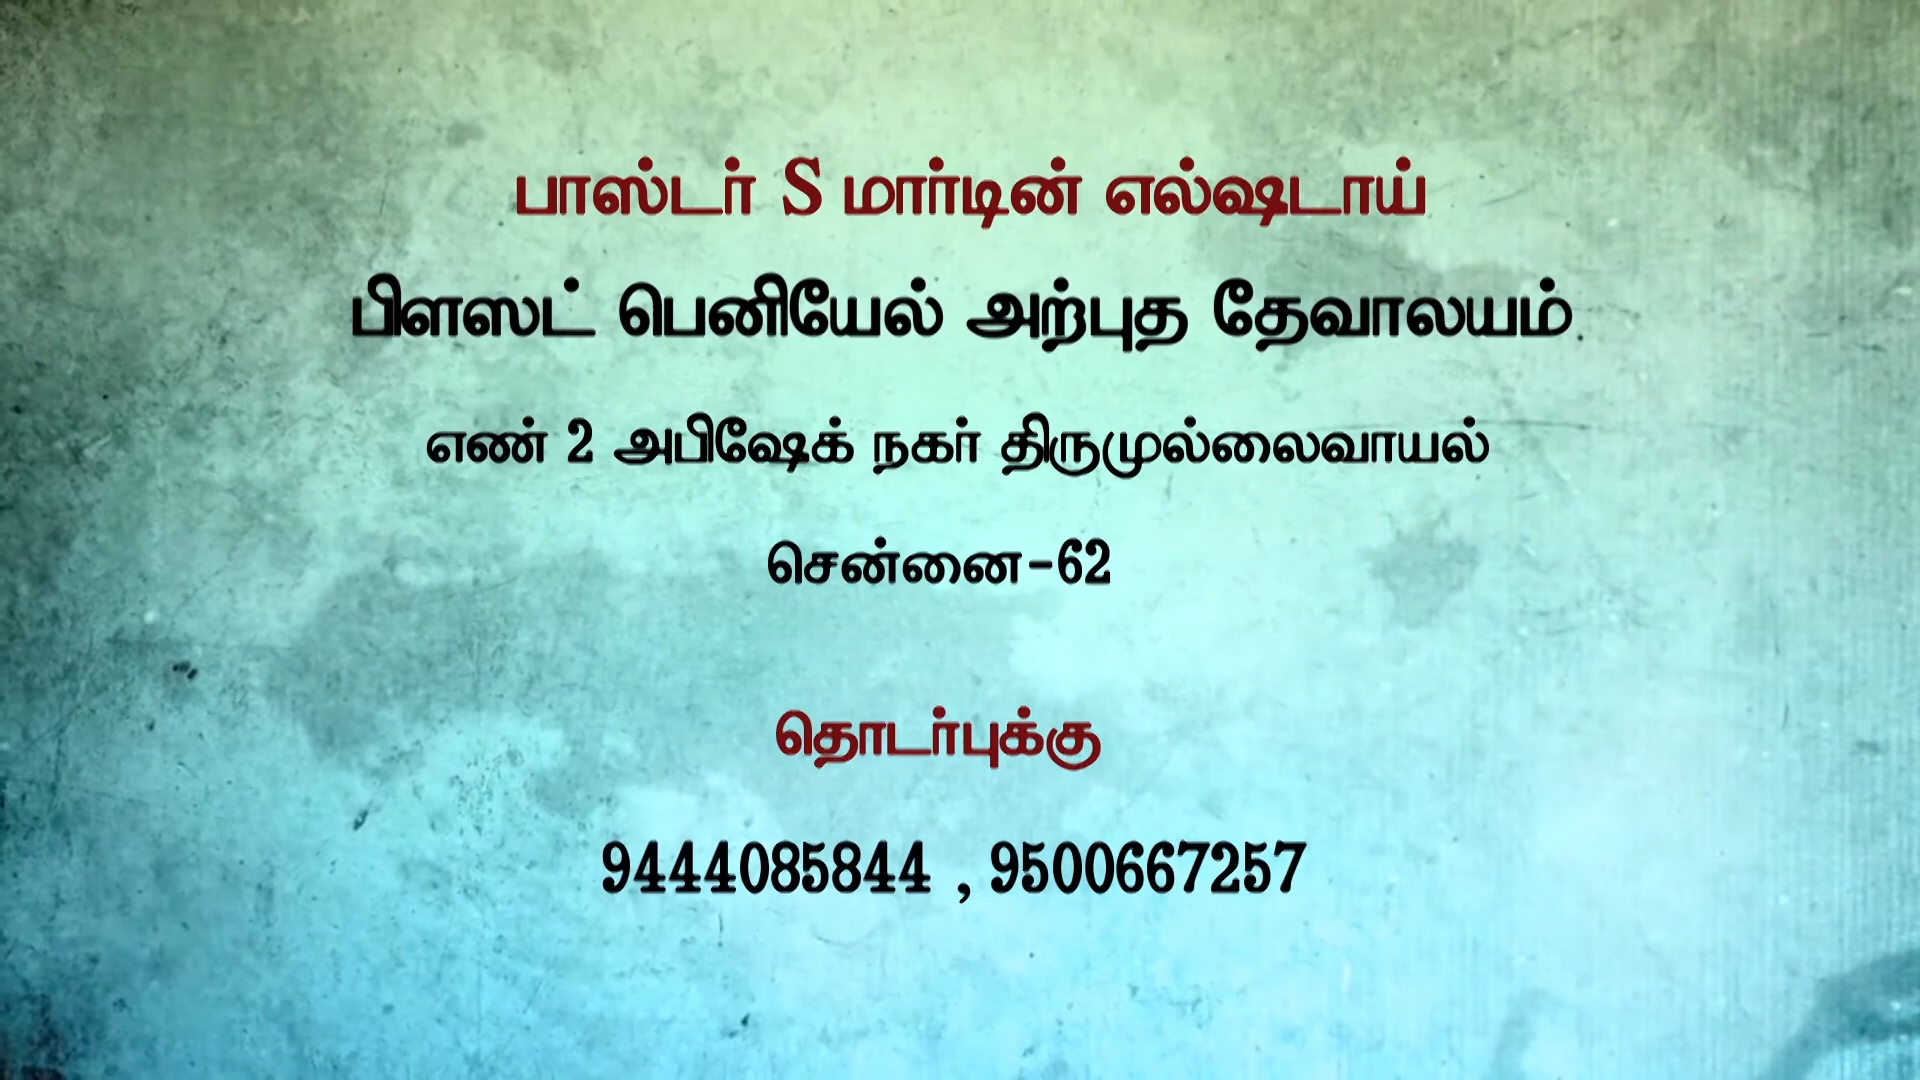 பாஸ்டர் S மார்டின் எல்ஷடாய்
பிளஸட் பெனியேல் அற்புத தேவாலயம்
எண் 2 அபிஷேக் நகர் திருமுல்லைவாயல்
சென்னை-62
தொடர்புக்கு
9444085844 , 9500667257